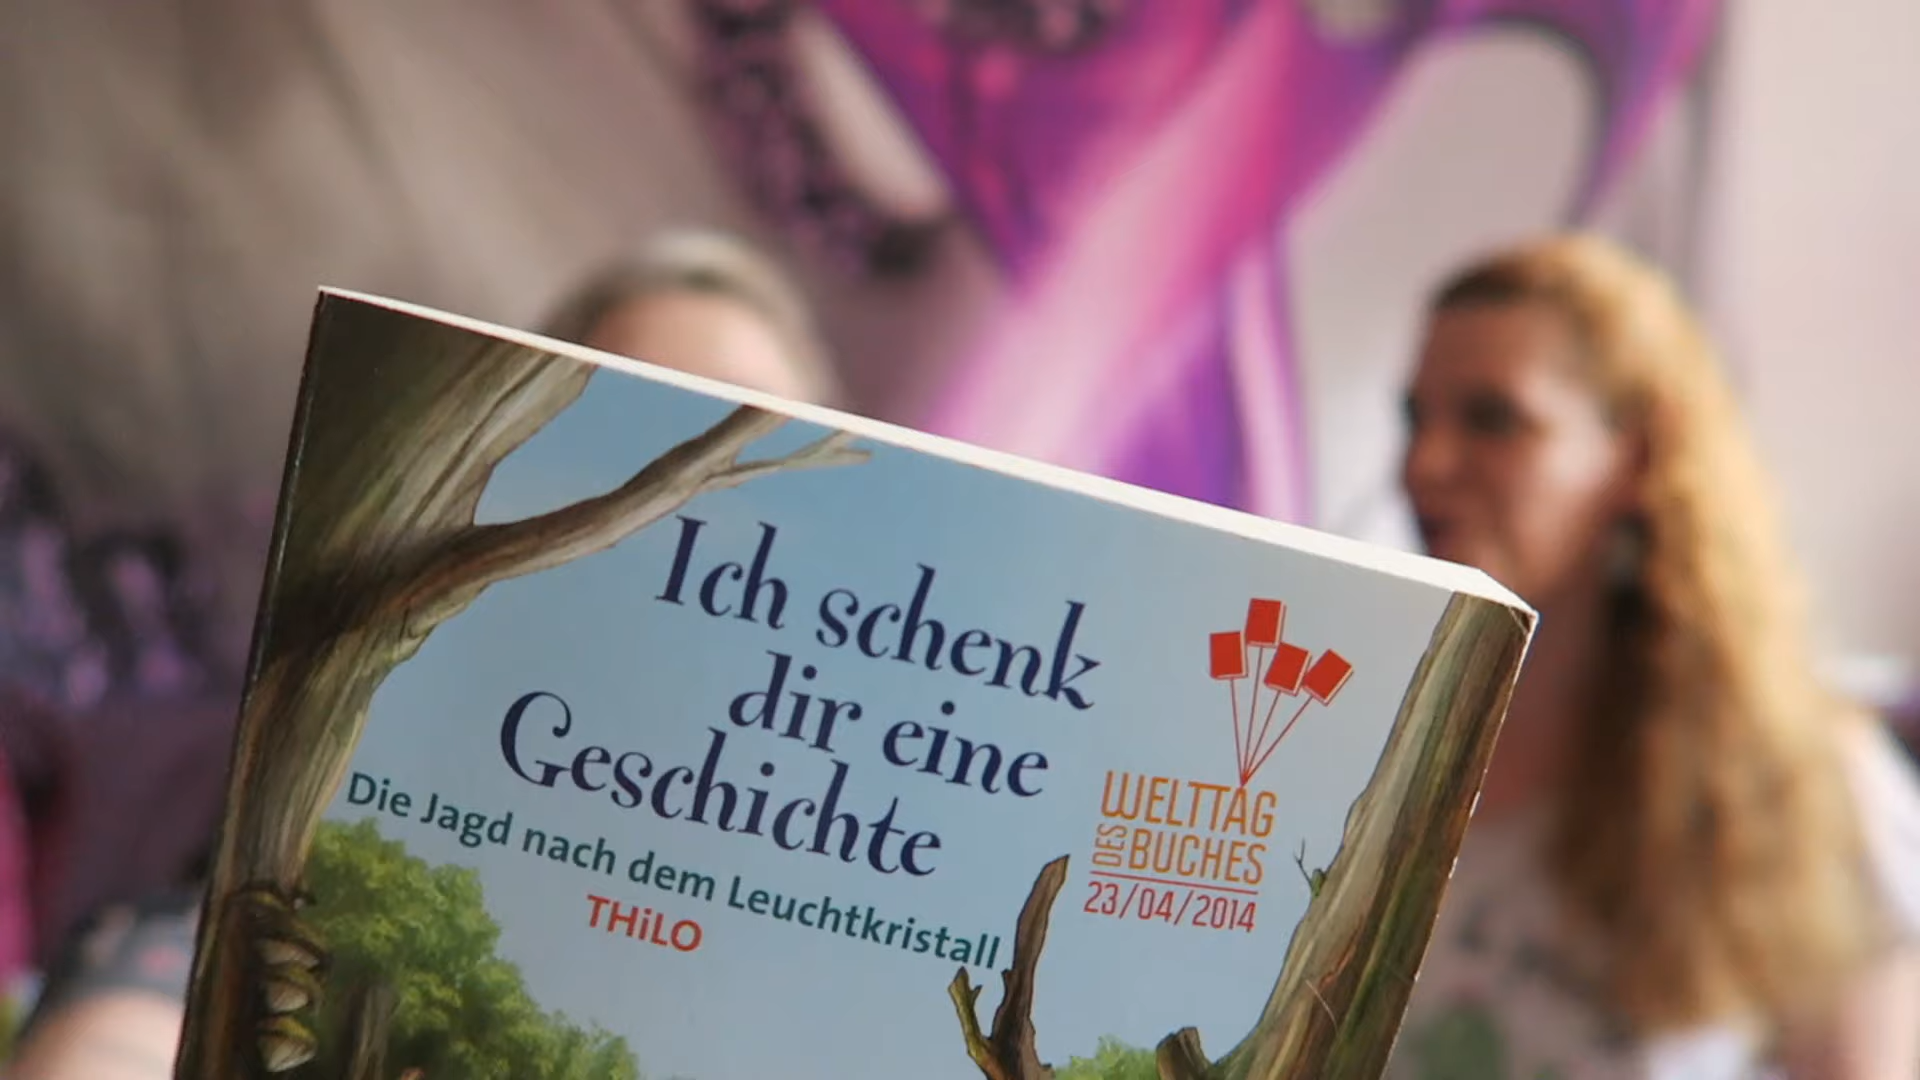 Ich schenk
dir eine
Geschichte
Die Jagd nach dem Leuchtkristall
THiLO
WELTTAG
DES BUCHES
23/04/2014